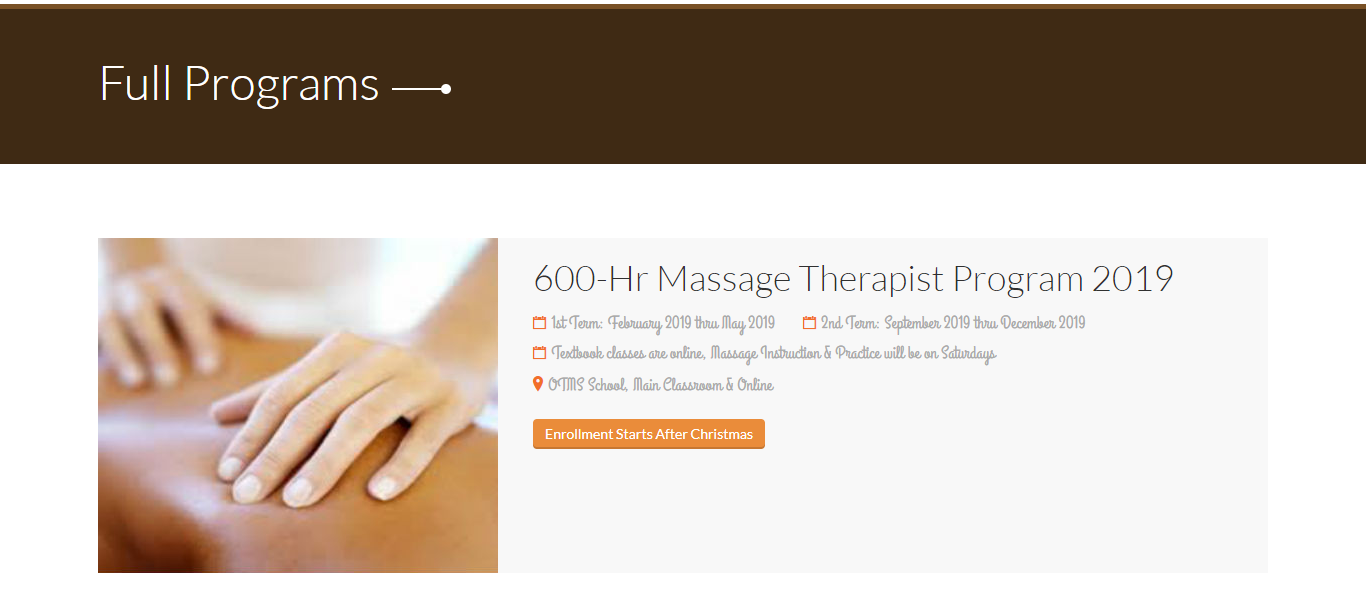 Full Programs
600-Hr Massage Therapist Program 2019
1st Term: February 2019 thru May 2019 2nd Term: September 2019 thru December 2019
Textbook classes are online, Massage Instruction & Practice will be on Saturdays
OTMS School, Main Classroom & Online
Enrollment Starts After Christmas